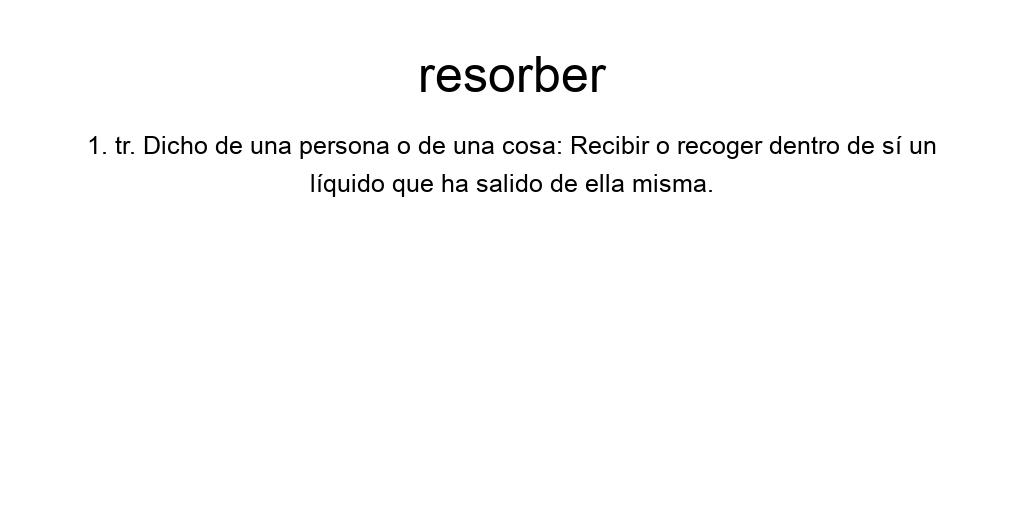 resorber
1. tr. Dicho de una persona o de una cosa: Recibir o recoger dentro de sí un
líquido que ha salido de ella misma.